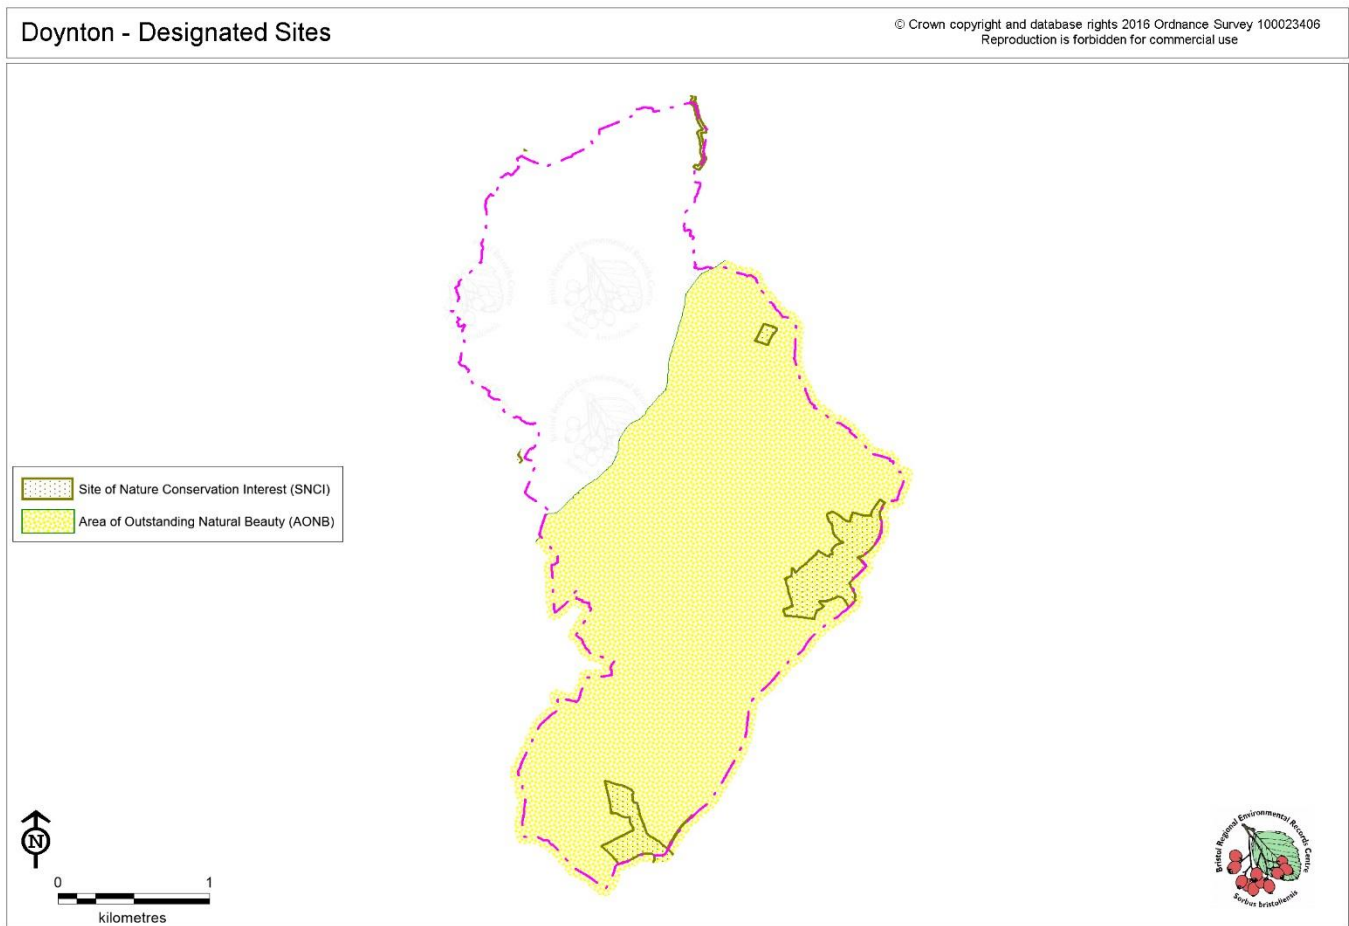 Doynton - Designated Sites
© Crown copyright and database rights 2016 Ordnance Survey 100023406
Reproduction is forbidden for commercial use
Site of Nature Conservation Interest (SNCI)
Area of Outstanding Natural Beauty (AONB)
N
0 1
kilometres
Bristol Regional Environmental Records Centre
Sorbus bristoliensis